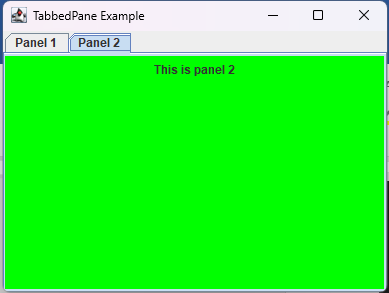 TabbedPane Example
Panel 1 Panel 2
This is panel 2